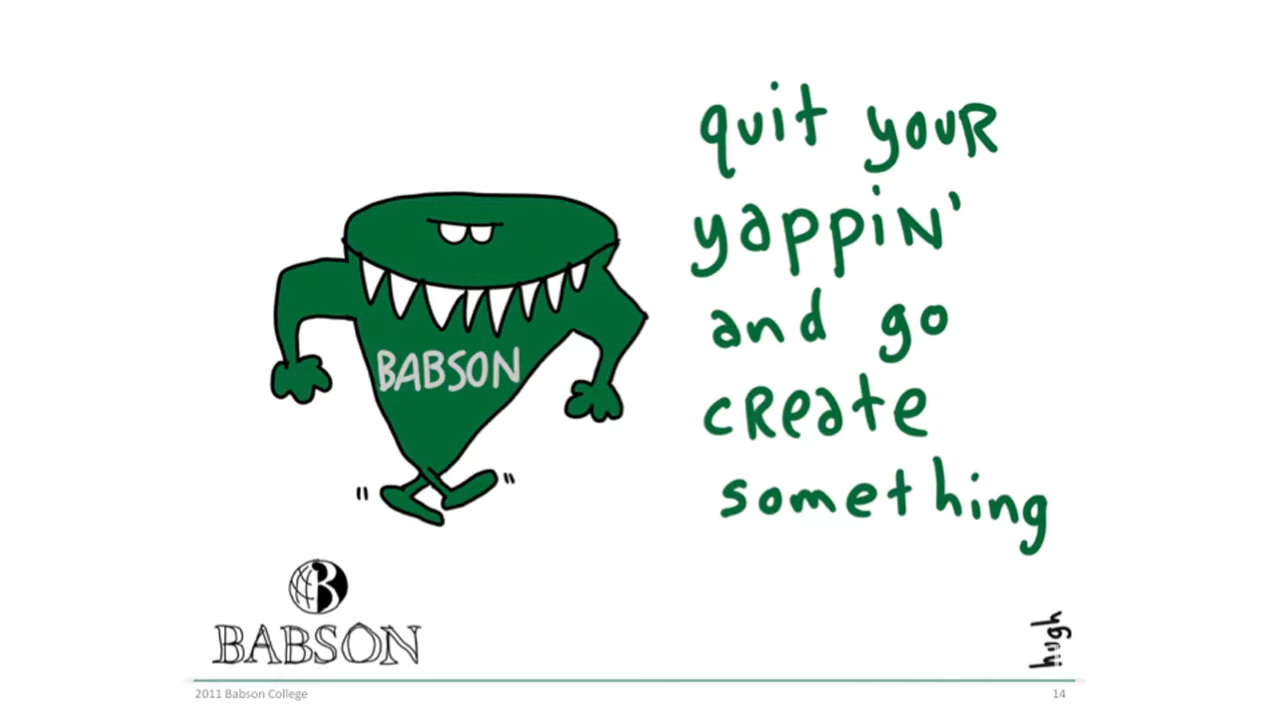 quit your
yappin'
and go
create
something
BABSON
BABSON
hugh
2011 Babson College
14